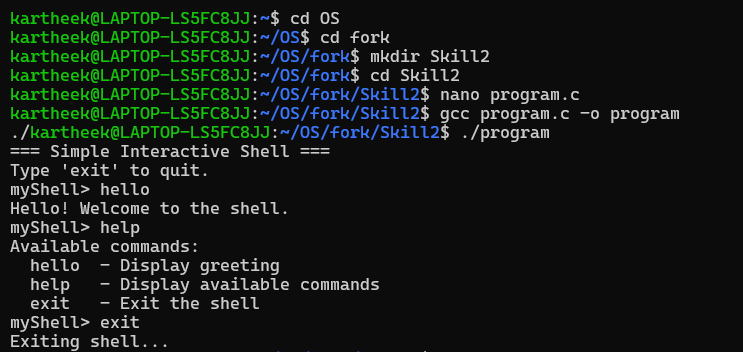 kartheek@LAPTOP-LS5FC8JJ:~$ cd OS
kartheek@LAPTOP-LS5FC8JJ:~/OS$ cd fork
kartheek@LAPTOP-LS5FC8JJ:~/OS/fork$ mkdir Skill2
kartheek@LAPTOP-LS5FC8JJ:~/OS/fork$ cd Skill2
kartheek@LAPTOP-LS5FC8JJ:~/OS/fork/Skill2$ nano program.c
kartheek@LAPTOP-LS5FC8JJ:~/OS/fork/Skill2$ gcc program.c -o program
./kartheek@LAPTOP-LS5FC8JJ:~/OS/fork/Skill2$ ./program
=== Simple Interactive Shell ===
Type 'exit' to quit.
myShell> hello
Hello! Welcome to the shell.
myShell> help
Available commands:
  hello  - Display greeting
  help   - Display available commands
  exit   - Exit the shell
myShell> exit
Exiting shell...